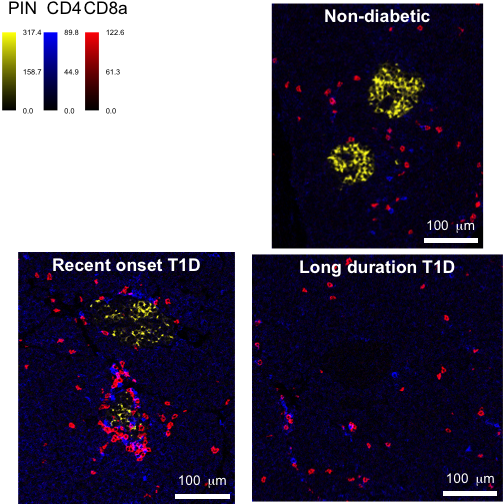 PIN CD4 CD8a
317.4 89.8 122.6
158.7 44.9 61.3
0.0 0.0 0.0
Non-diabetic
100 μm
Recent onset T1D
100 μm
Long duration T1D
100 μm